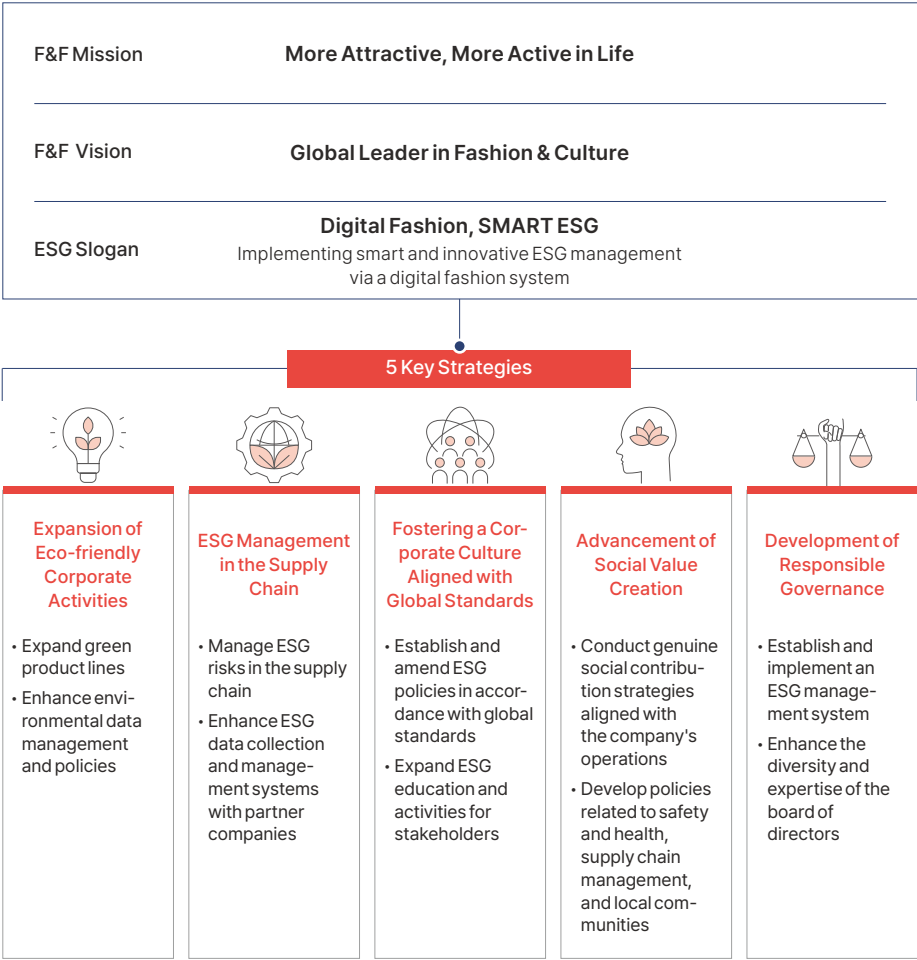 F&F Mission
More Attractive, More Active in Life
F&F Vision
Global Leader in Fashion & Culture
ESG Slogan
Digital Fashion, SMART ESG
Implementing smart and innovative ESG management
via a digital fashion system
5 Key Strategies
Expansion of
Eco-friendly
Corporate
Activities
• Expand green
product lines
• Enhance envi-
ronmental data
management
and policies
ESG Management
in the Supply
Chain
• Manage ESG
risks in the supply
chain
• Enhance ESG
data collection
and manage-
ment systems
with partner
companies
Fostering a Cor-
porate Culture
Aligned with
Global Standards
• Establish and
amend ESG
policies in accor-
dance with global
standards
• Expand ESG
education and
activities for
stakeholders
Advancement of
Social Value
Creation
• Conduct genuine
social contribu-
tion strategies
aligned with
the company's
operations
• Develop policies
related to safety
and health,
supply chain
management,
and local com-
munities
Development of
Responsible
Governance
• Establish and
implement an
ESG manage-
ment system
• Enhance the
diversity and
expertise of the
board of
directors